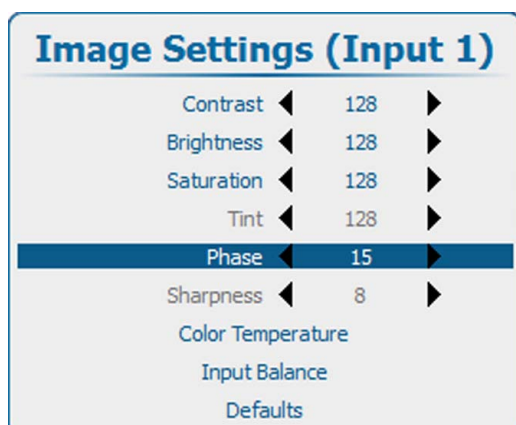 Image Settings (Input 1)
Contrast 128
Brightness 128
Saturation 128
Tint 128
Phase 15
Sharpness 8
Color Temperature
Input Balance
Defaults